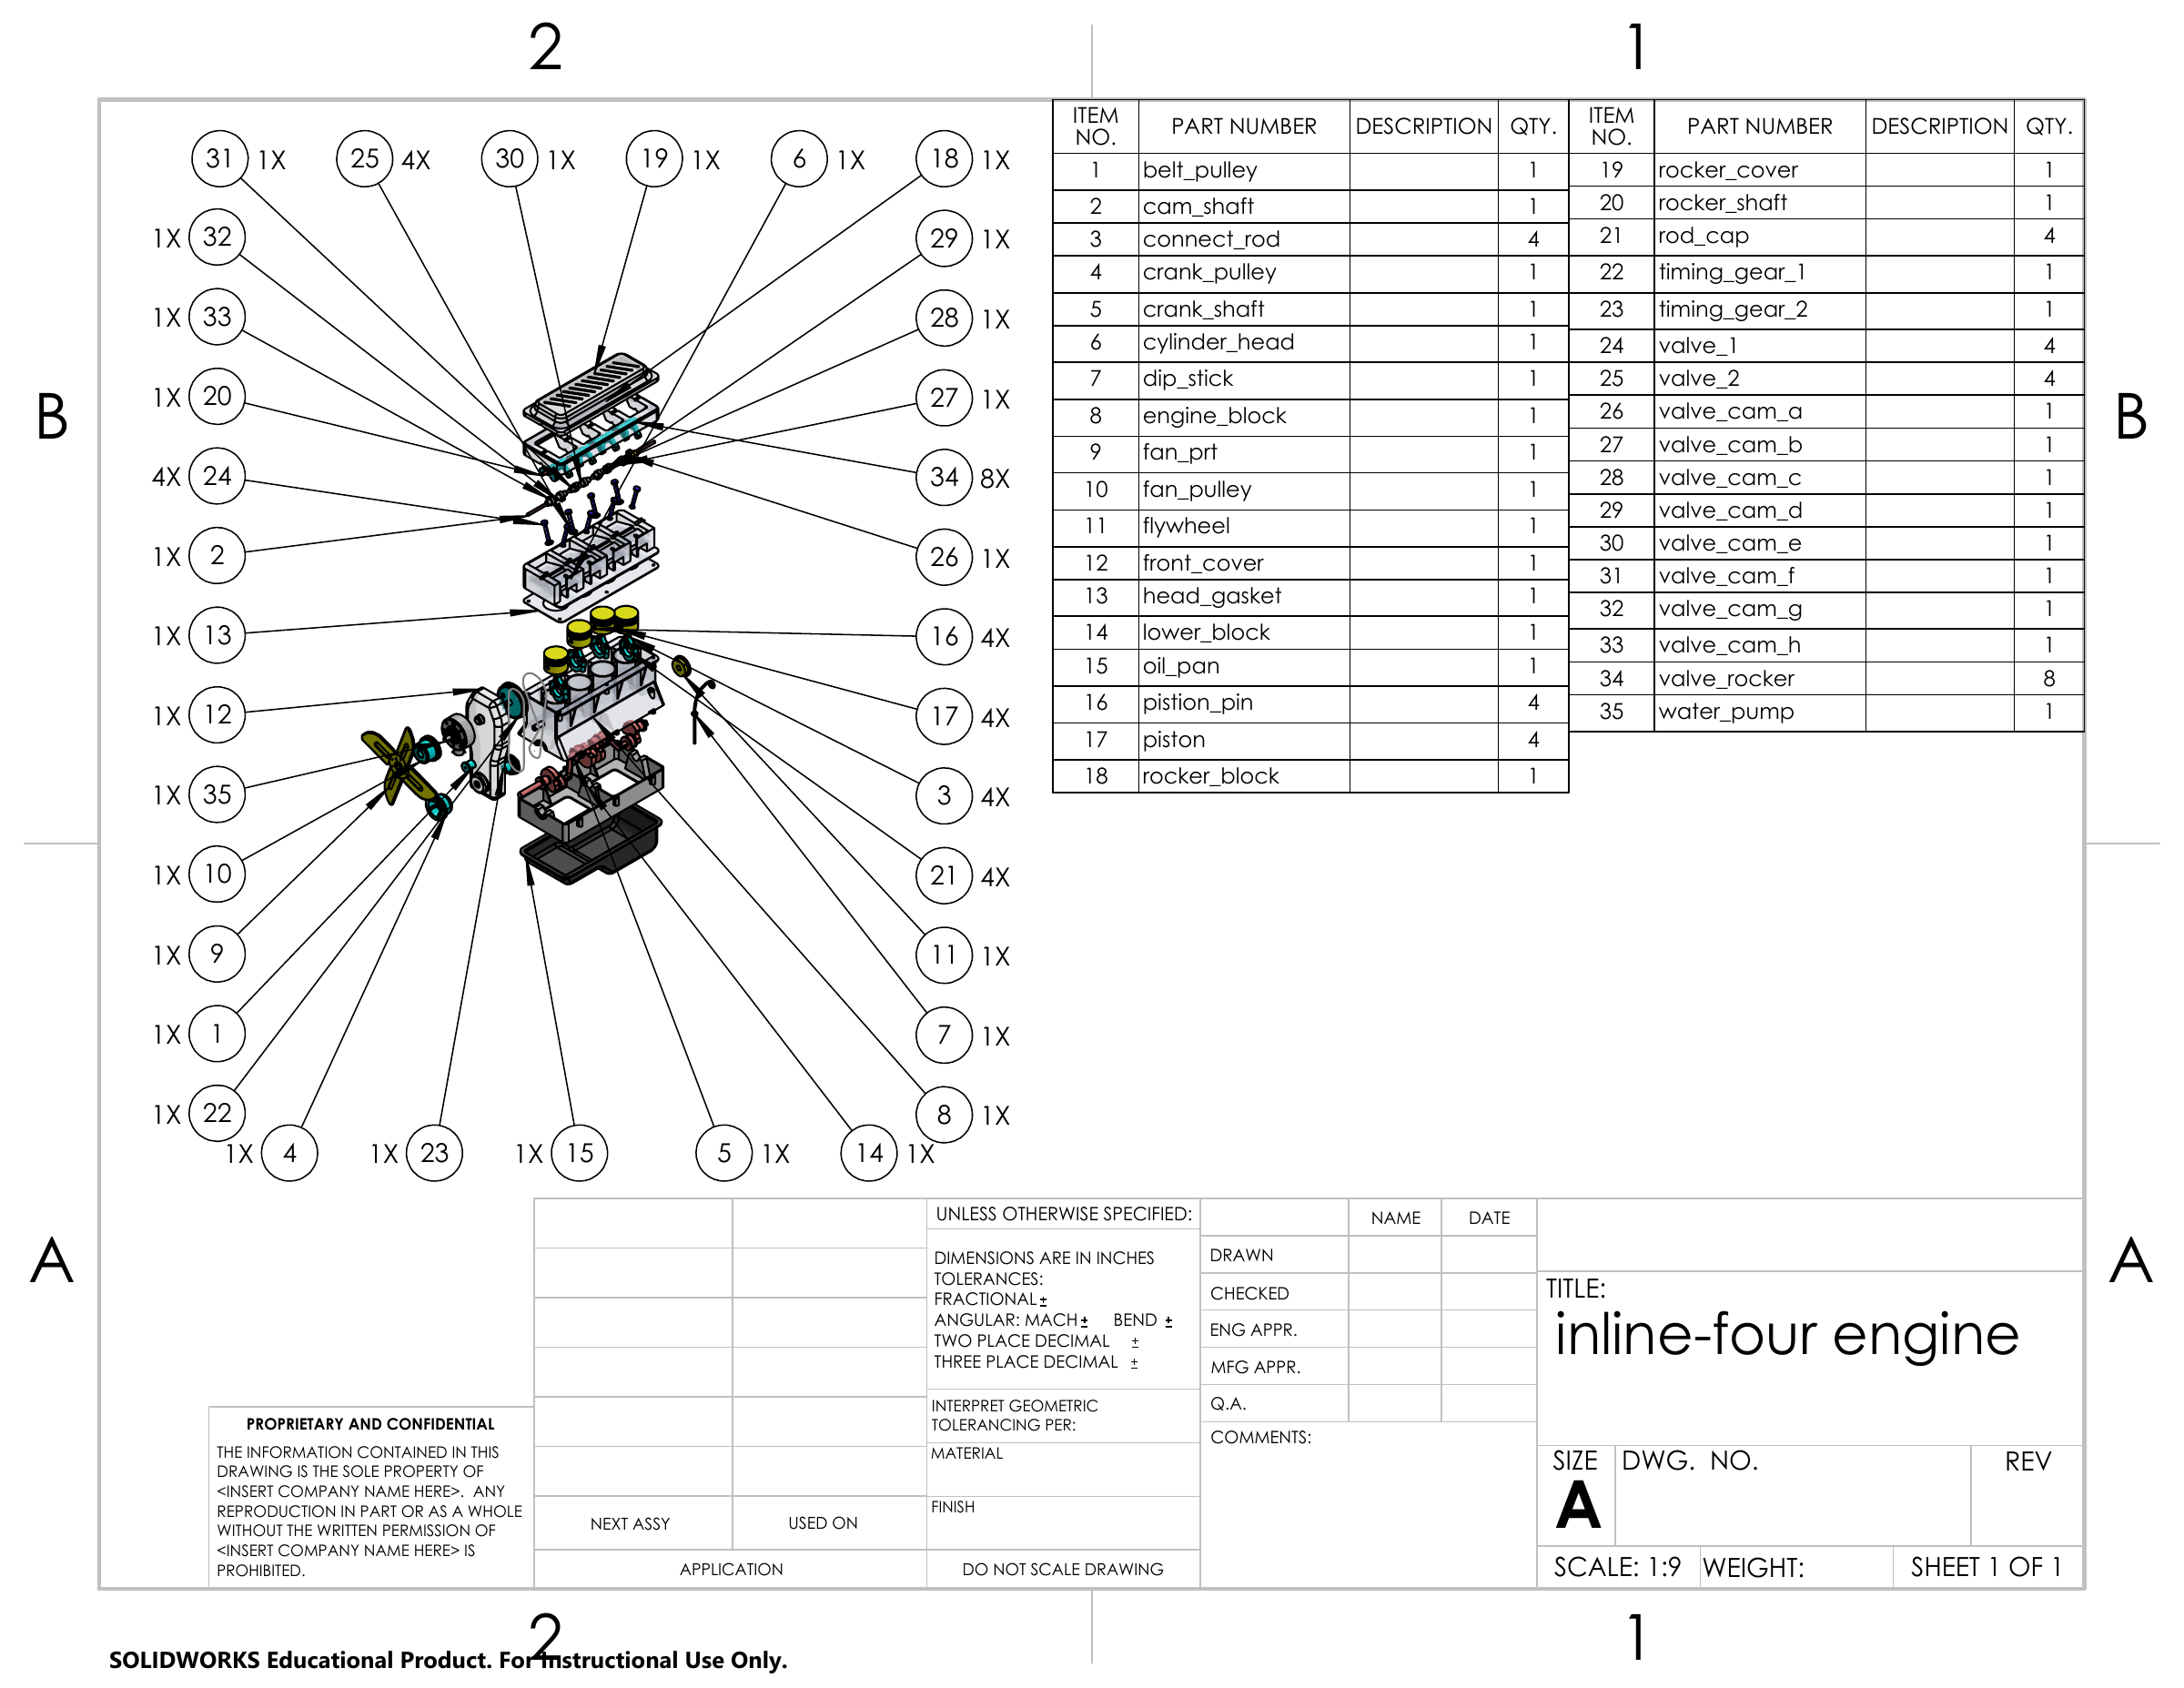 2 1
31 1X 25 4X 30 1X 19 1X 6 1X 18 1X
1X 32 29 1X
1X 33 28 1X
1X 20 27 1X
B B
4X 24 34 8X
1X 2 26 1X
1X 13 16 4X
1X 12 17 4X
1X 35 3 4X
1X 10 21 4X
1X 9 11 1X
1X 1 7 1X
1X 22 8 1X
1X 4 1X 23 1X 15 5 1X 14 1X
ITEM NO. PART NUMBER DESCRIPTION QTY.
1 belt_pulley 1
2 cam_shaft 1
3 connect_rod 4
4 crank_pulley 1
5 crank_shaft 1
6 cylinder_head 1
7 dip_stick 1
8 engine_block 1
9 fan_prt 1
10 fan_pulley 1
11 flywheel 1
12 front_cover 1
13 head_gasket 1
14 lower_block 1
15 oil_pan 1
16 pistion_pin 4
17 piston 4
18 rocker_block 1
ITEM NO. PART NUMBER DESCRIPTION QTY.
19 rocker_cover 1
20 rocker_shaft 1
21 rod_cap 4
22 timing_gear_1 1
23 timing_gear_2 1
24 valve_1 4
25 valve_2 4
26 valve_cam_a 1
27 valve_cam_b 1
28 valve_cam_c 1
29 valve_cam_d 1
30 valve_cam_e 1
31 valve_cam_f 1
32 valve_cam_g 1
33 valve_cam_h 1
34 valve_rocker 8
35 water_pump 1
A A
PROPRIETARY AND CONFIDENTIAL
THE INFORMATION CONTAINED IN THIS
DRAWING IS THE SOLE PROPERTY OF
<INSERT COMPANY NAME HERE>. ANY
REPRODUCTION IN PART OR AS A WHOLE
WITHOUT THE WRITTEN PERMISSION OF
<INSERT COMPANY NAME HERE> IS
PROHIBITED.
NEXT ASSY USED ON
APPLICATION
UNLESS OTHERWISE SPECIFIED:
DIMENSIONS ARE IN INCHES
TOLERANCES:
FRACTIONAL ±
ANGULAR: MACH ± BEND ±
TWO PLACE DECIMAL ±
THREE PLACE DECIMAL ±
INTERPRET GEOMETRIC
TOLERANCING PER:
MATERIAL
FINISH
DO NOT SCALE DRAWING
NAME DATE
DRAWN
CHECKED
ENG APPR.
MFG APPR.
Q.A.
COMMENTS:
TITLE:
inline-four engine
SIZE DWG. NO. REV
A
SCALE: 1:9 WEIGHT: SHEET 1 OF 1
2 1
SOLIDWORKS Educational Product. For Instructional Use Only.